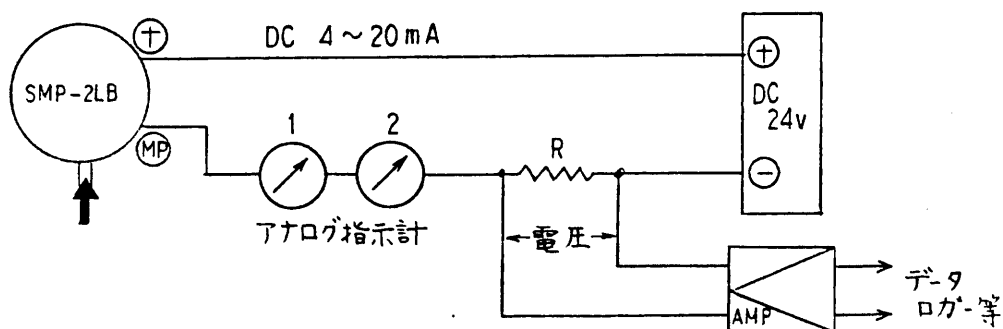 ⊕ DC 4～20mA
SMP-2LB
⊕
DC
24v
1 2
R
MP
⊖
アナログ指示計
電圧
データ
ロガー等
AMP